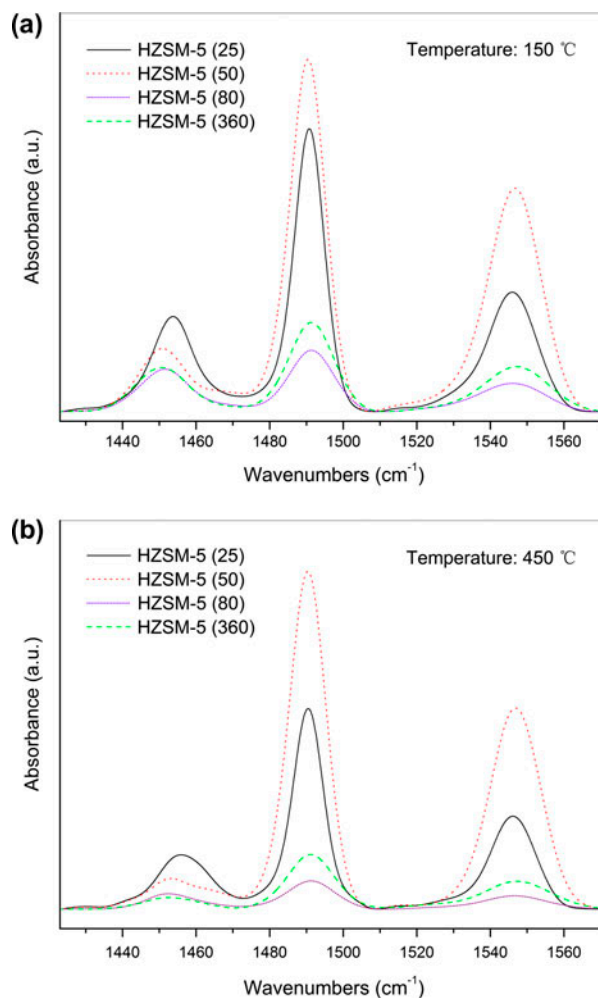 (a)
HZSM-5 (25)
HZSM-5 (50)
HZSM-5 (80)
HZSM-5 (360)
Temperature: 150 ℃
Absorbance (a.u.)
1440 1460 1480 1500 1520 1540 1560
Wavenumbers (cm⁻¹)
(b)
HZSM-5 (25)
HZSM-5 (50)
HZSM-5 (80)
HZSM-5 (360)
Temperature: 450 ℃
Absorbance (a.u.)
1440 1460 1480 1500 1520 1540 1560
Wavenumbers (cm⁻¹)